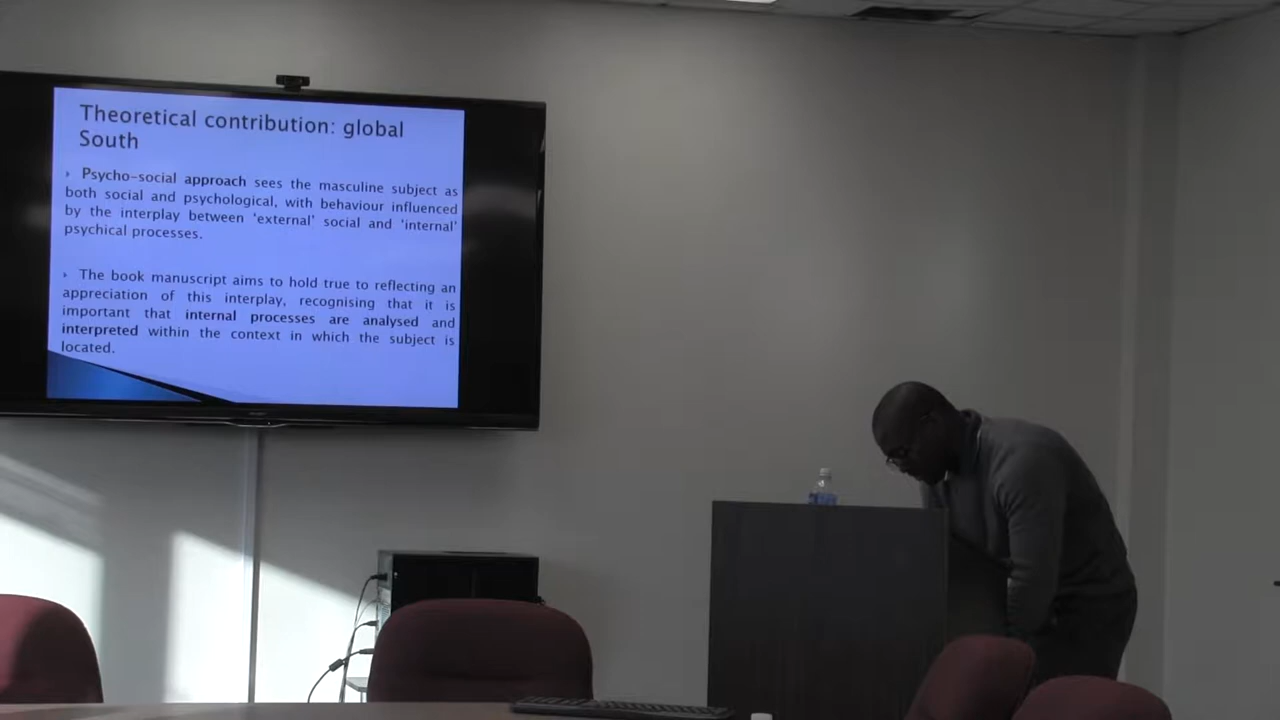 Theoretical contribution: global
South
Psycho-social approach sees the masculine subject as
both social and psychological, with behaviour influenced
by the interplay between 'external' social and 'internal'
psychical processes.
The book manuscript aims to hold true to reflecting an
appreciation of this interplay, recognising that it is
important that internal processes are analysed and
interpreted within the context in which the subject is
located.